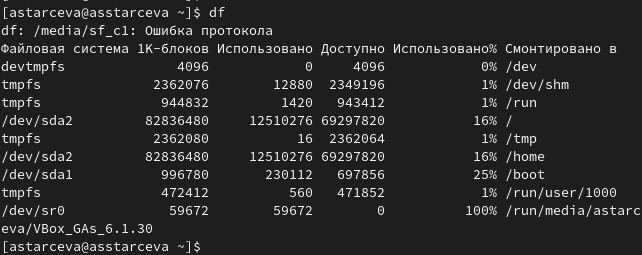 [astarceva@asstarceva ~]$ df
df: /media/sf_c1: Ошибка протокола
Файловая система 1K-блоков Использовано Доступно Использовано% Смонтировано в
devtmpfs 4096 0 4096 0% /dev
tmpfs 2362076 12880 2349196 1% /dev/shm
tmpfs 944832 1420 943412 1% /run
/dev/sda2 82836480 12510276 69297820 16% /
tmpfs 2362080 16 2362064 1% /tmp
/dev/sda2 82836480 12510276 69297820 16% /home
/dev/sda1 996780 230112 697856 25% /boot
tmpfs 472412 560 471852 1% /run/user/1000
/dev/sr0 59672 59672 0 100% /run/media/astarc
eva/VBox_GAs_6.1.30
[astarceva@asstarceva ~]$